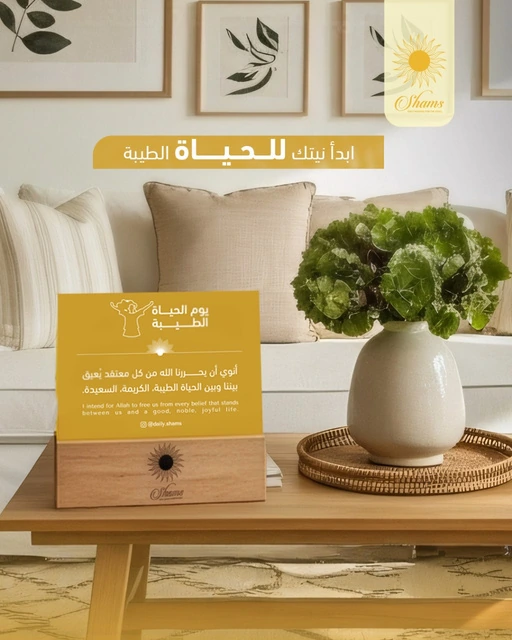 Shams
ابدأ نيتك للحياة الطيبة
يوم الحياة
الطيبة
أنوي أن يحررنا الله من كل معتقد يُعيق
بيننا وبين الحياة الطيبة، الكريمة، السعيدة.
I intend for Allah to free us from every belief that stands
between us and a good, noble, joyful life.
@daily.shams
Shams